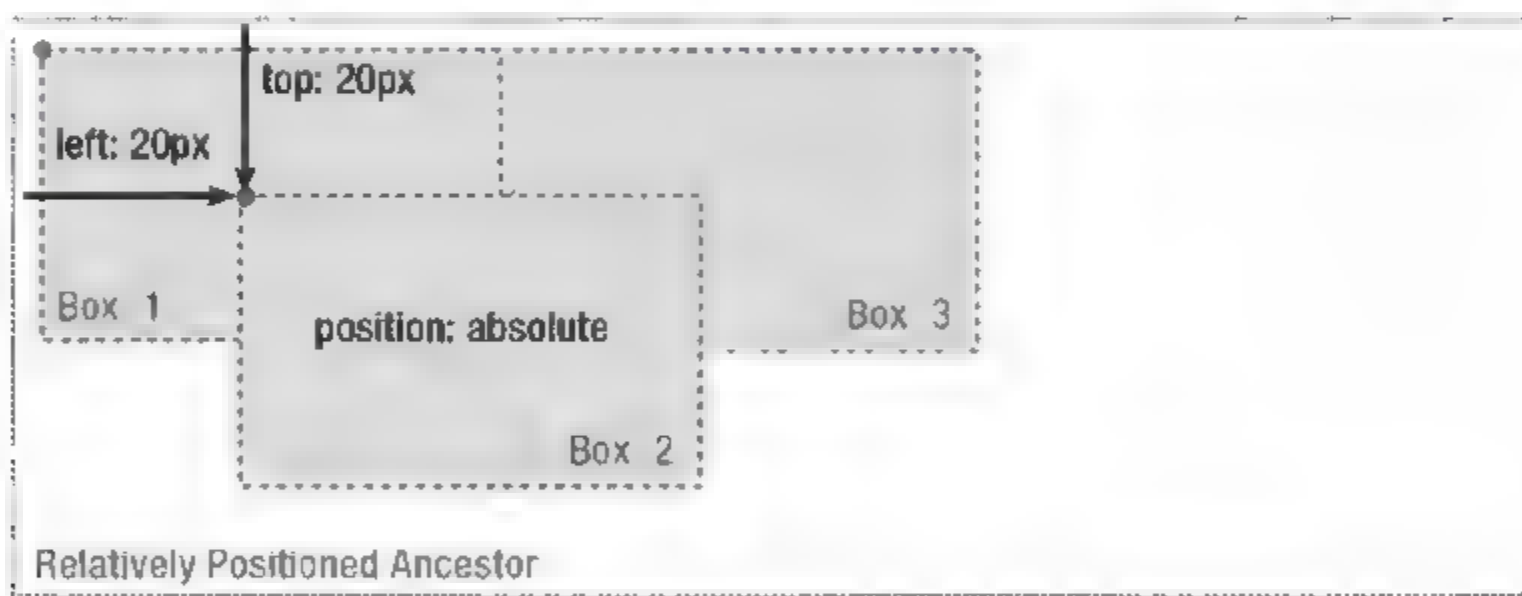 top: 20px
left: 20px
Box 1
Box 3
position: absolute
Box 2
Relatively Positioned Ancestor